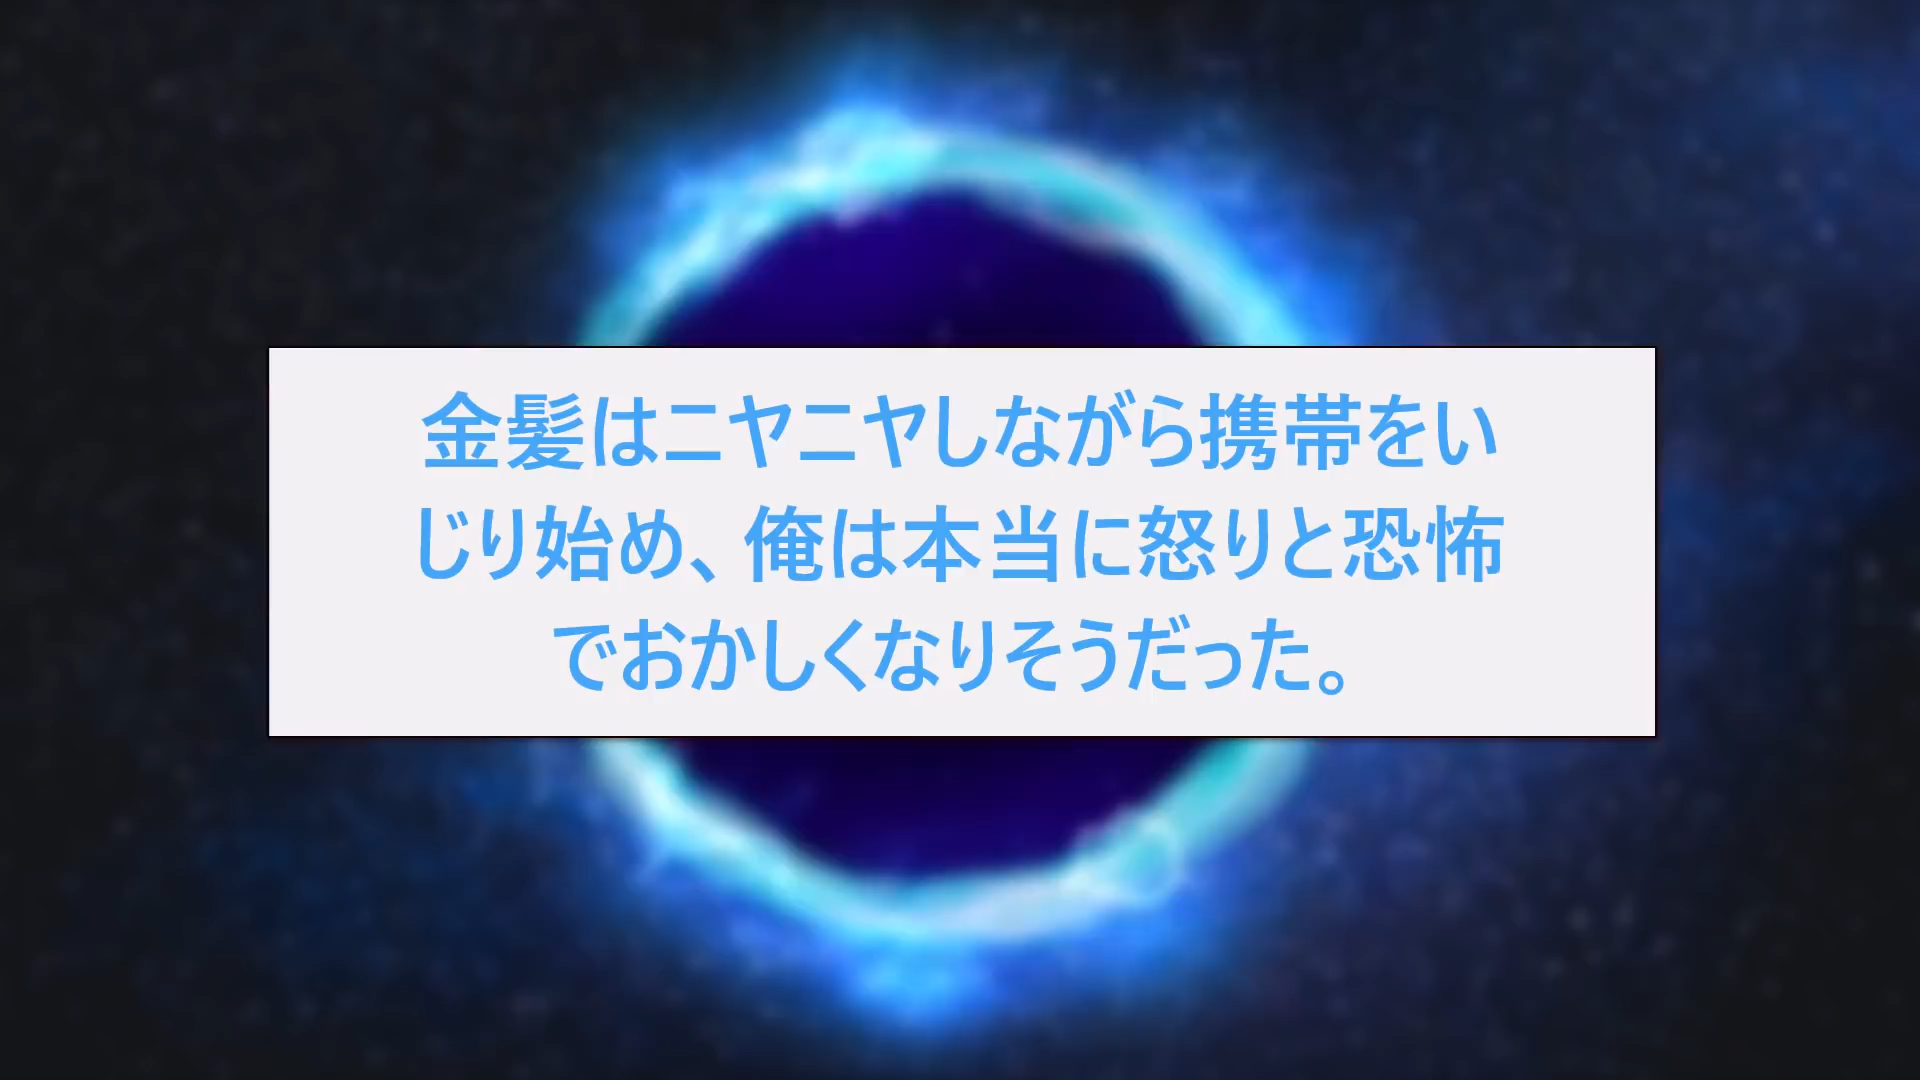 金髪はニヤニヤしながら携帯をい
じり始め、俺は本当に怒りと恐怖
でおかしくなりそうだった。